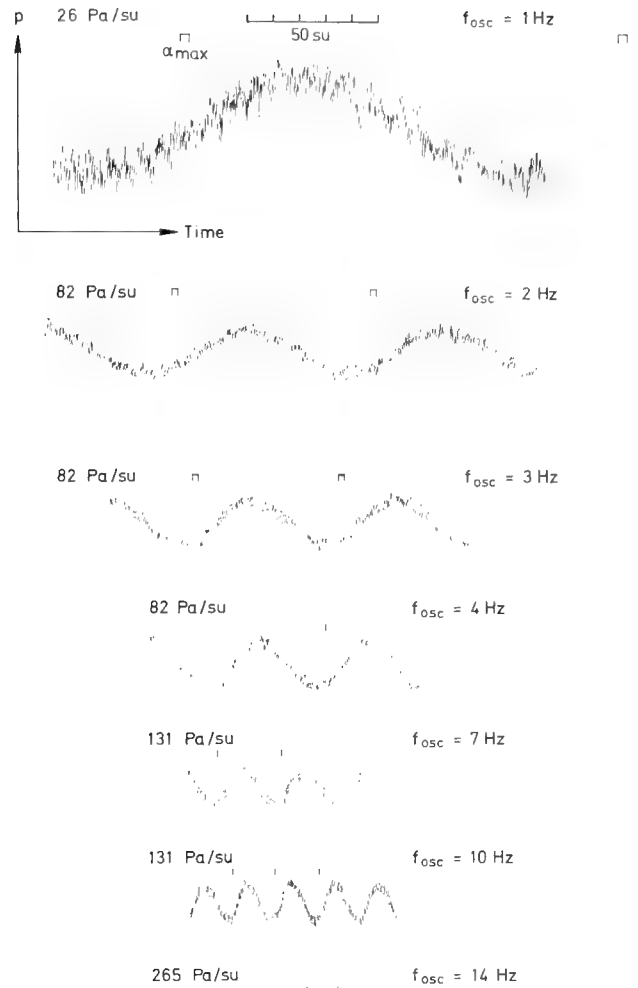 p 26 Pa/su f_osc = 1 Hz
50 su
α_max
Time
82 Pa/su f_osc = 2 Hz
82 Pa/su f_osc = 3 Hz
82 Pa/su f_osc = 4 Hz
131 Pa/su f_osc = 7 Hz
131 Pa/su f_osc = 10 Hz
265 Pa/su f_osc = 14 Hz